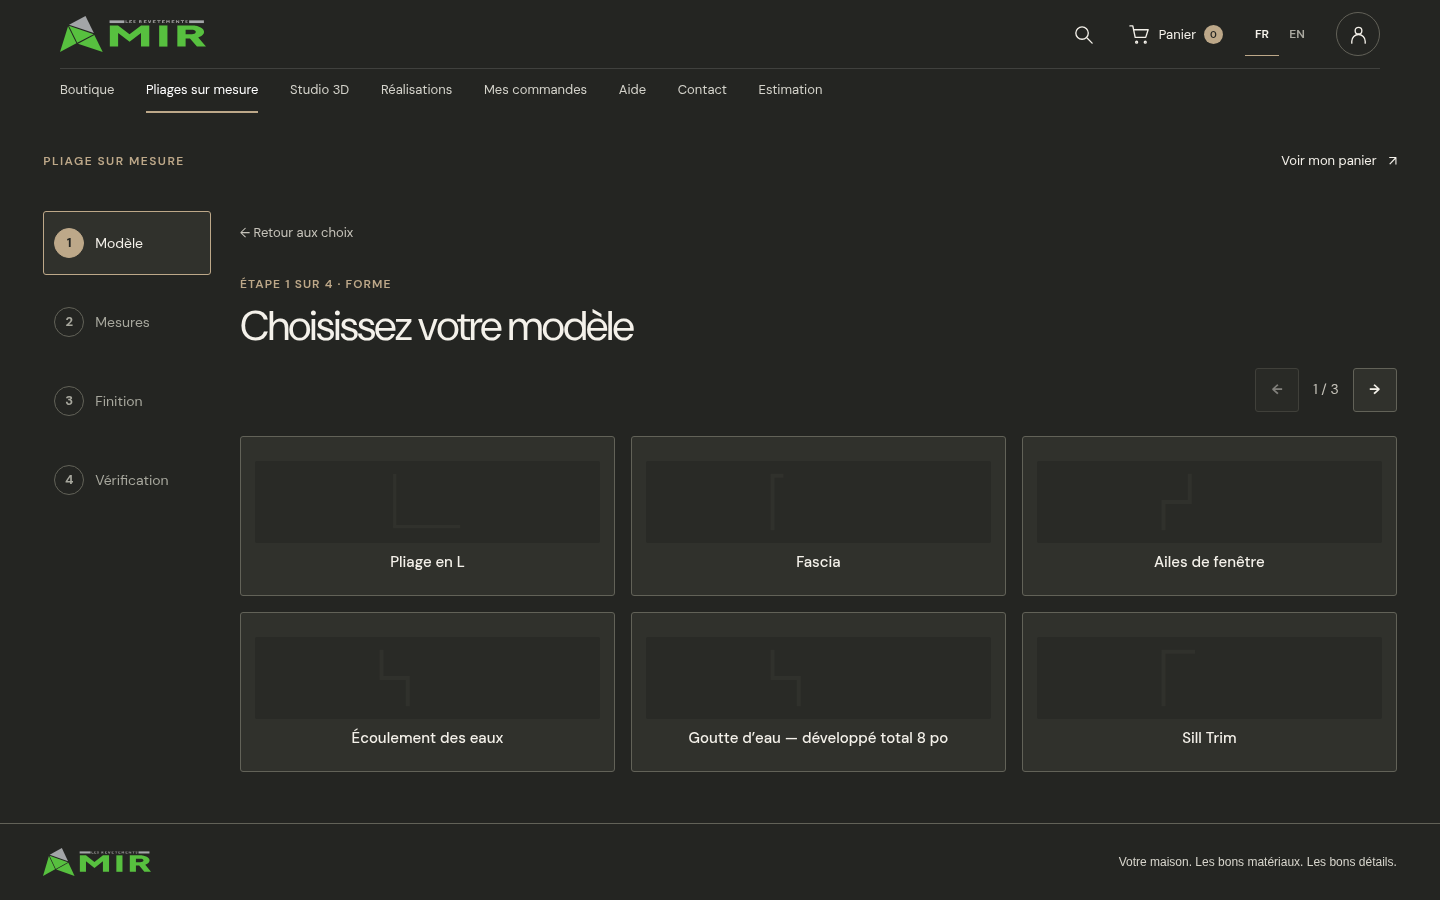 LES REVÊTEMENTS
MIR
Panier 0
FR EN
Boutique Pliages sur mesure Studio 3D Réalisations Mes commandes Aide Contact Estimation
PLIAGE SUR MESURE
Voir mon panier ↗
1 Modèle
2 Mesures
3 Finition
4 Vérification
← Retour aux choix
ÉTAPE 1 SUR 4 · FORME
Choisissez votre modèle
← 1 / 3 →
Pliage en L
Fascia
Ailes de fenêtre
Écoulement des eaux
Goutte d’eau — développé total 8 po
Sill Trim
LES REVÊTEMENTS
MIR
Votre maison. Les bons matériaux. Les bons détails.